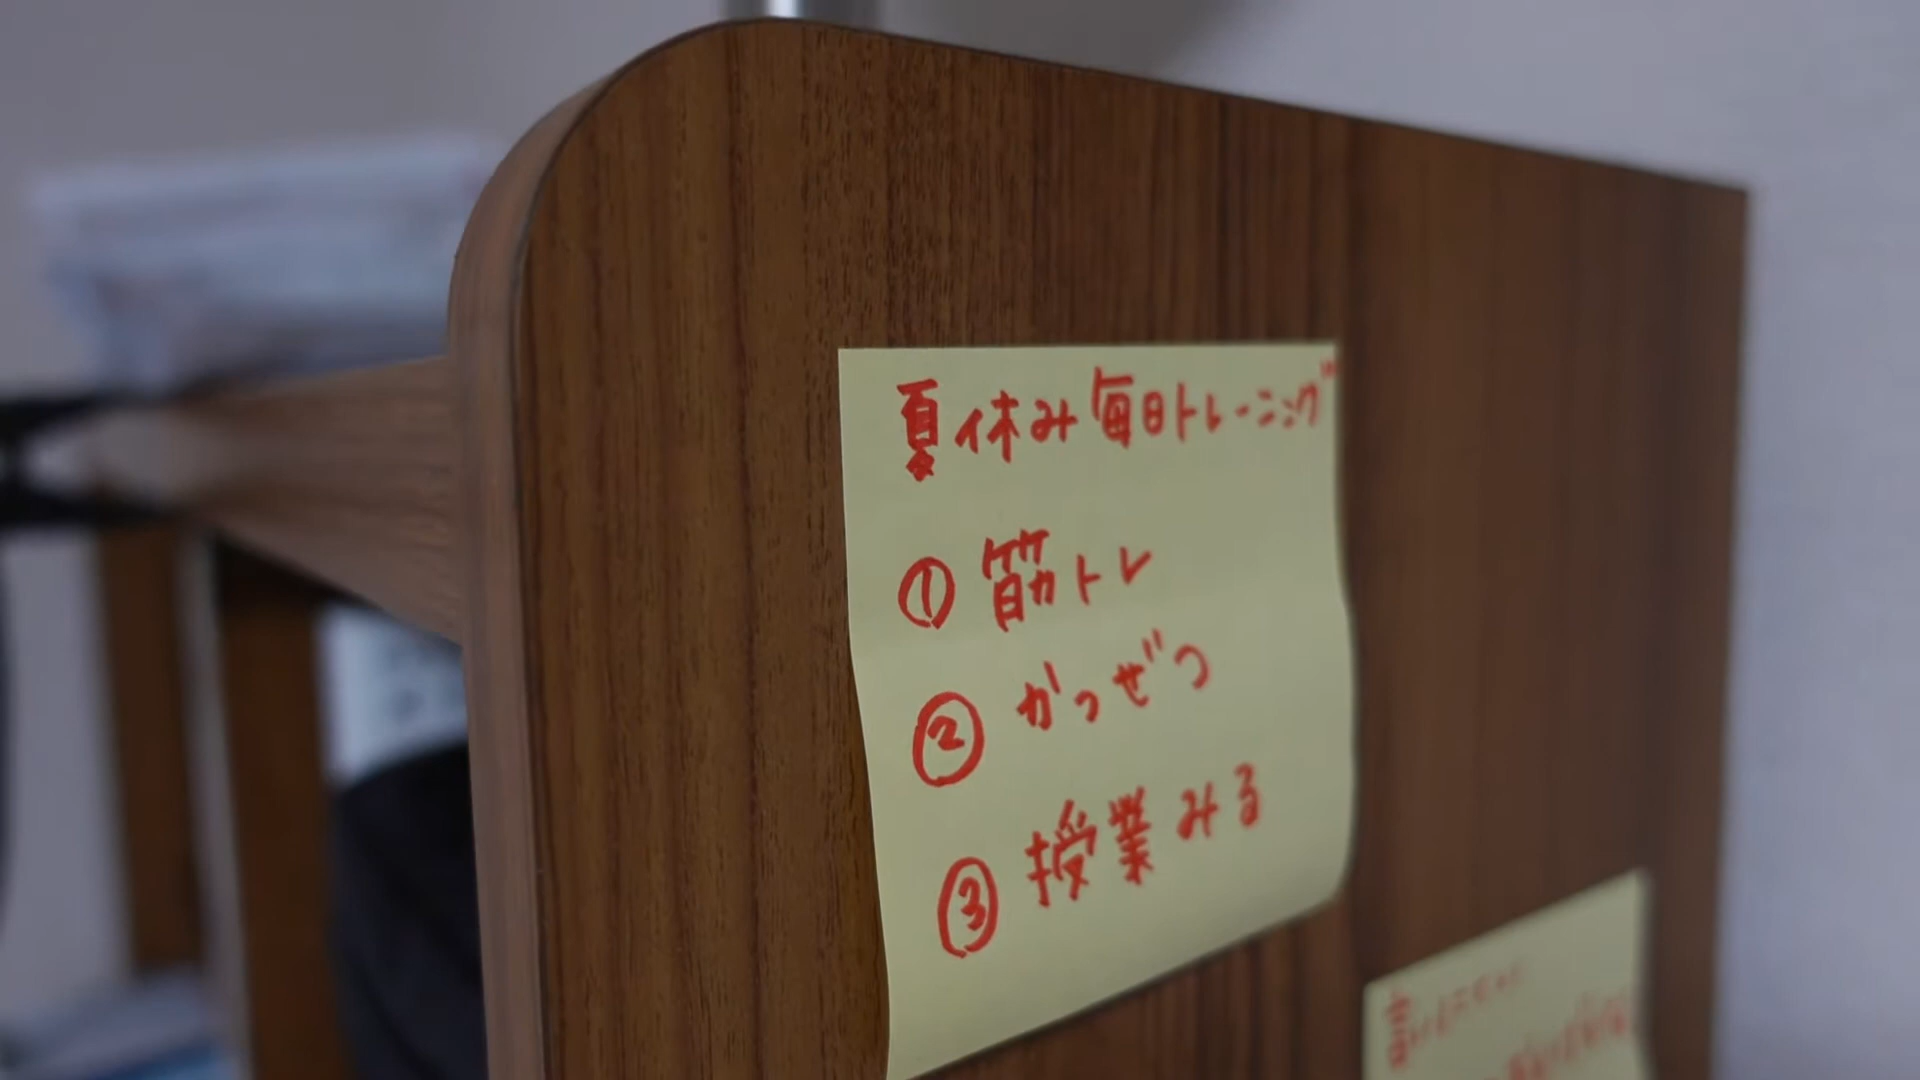 夏休み毎日トレーニング
① 筋トレ
② かつぜつ
③ 授業みる